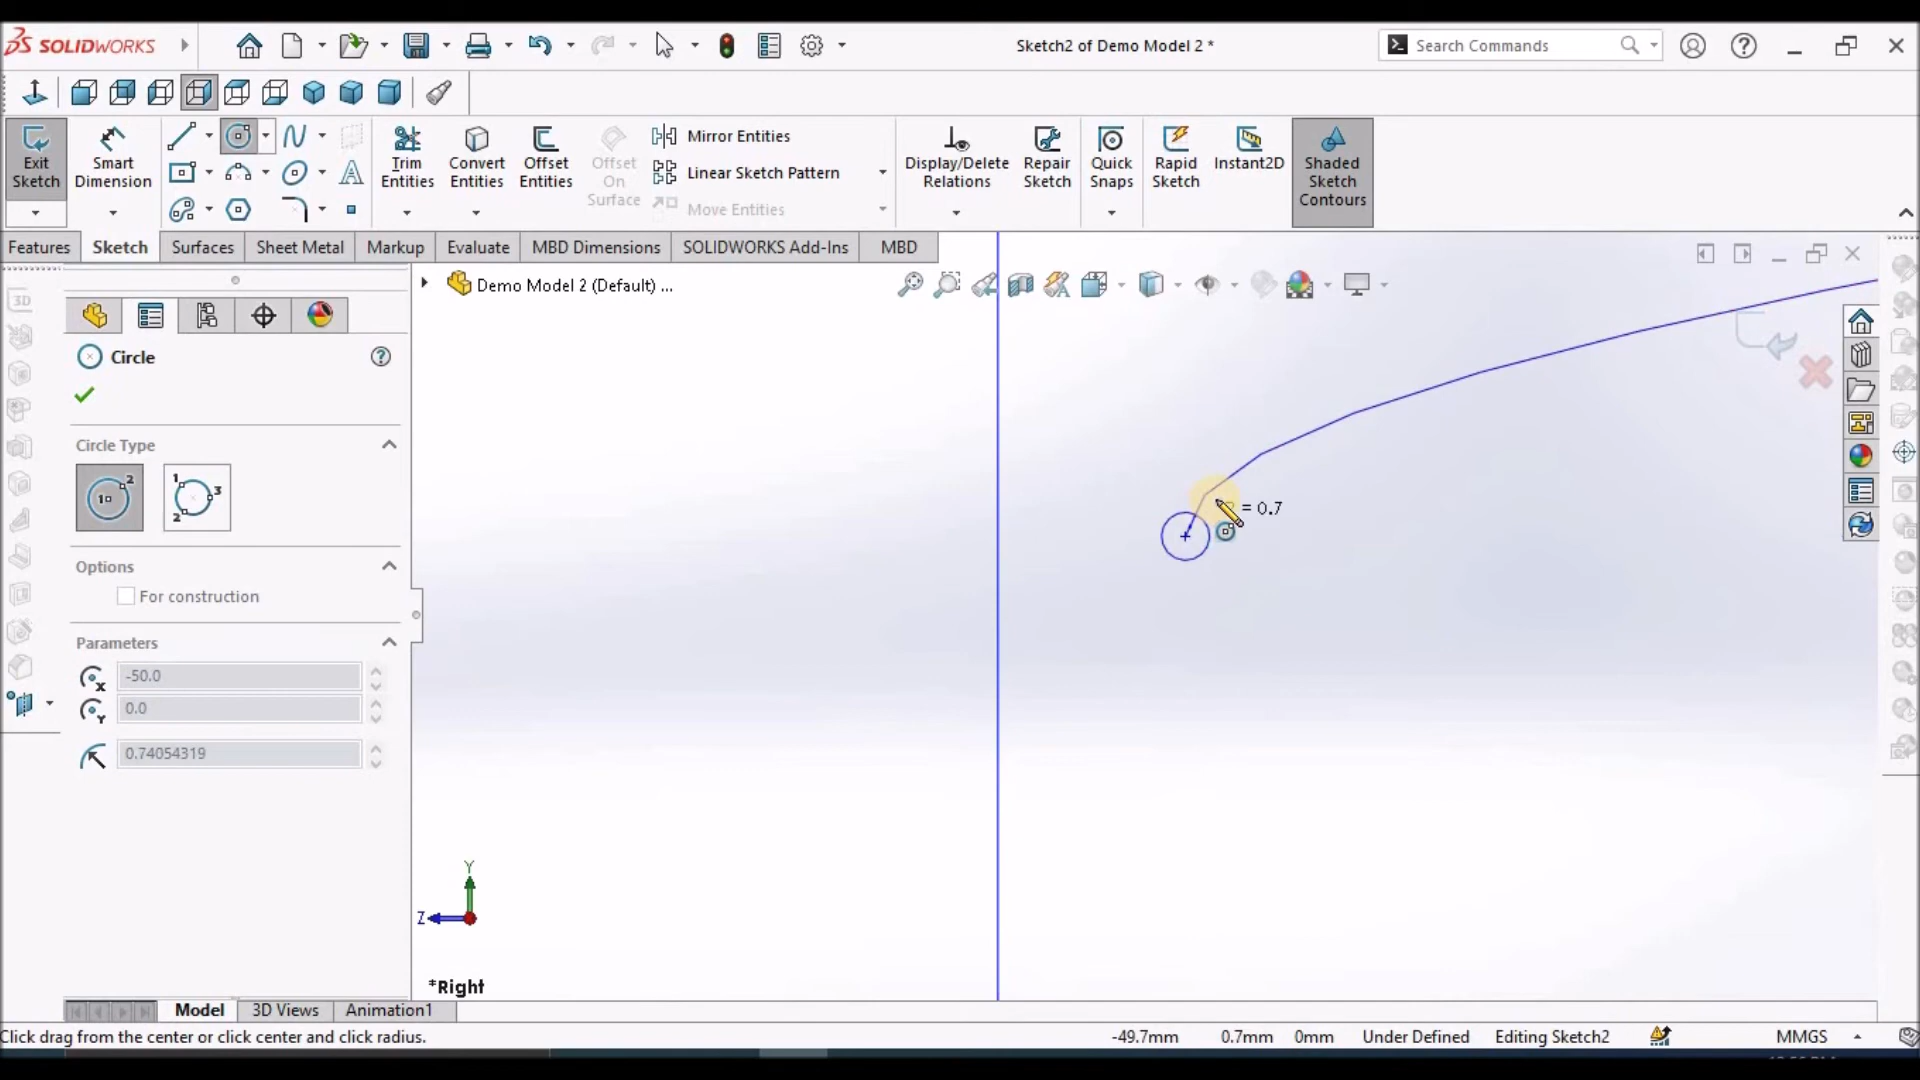 SOLIDWORKS
Sketch2 of Demo Model 2 *
Search Commands
Exit Sketch
Smart Dimension
Trim Entities
Convert Entities
Offset Entities
Offset On Surface
Mirror Entities
Linear Sketch Pattern
Move Entities
Display/Delete Relations
Repair Sketch
Quick Snaps
Rapid Sketch
Instant2D
Shaded Sketch Contours
Features
Sketch
Surfaces
Sheet Metal
Markup
Evaluate
MBD Dimensions
SOLIDWORKS Add-Ins
MBD
Demo Model 2 (Default) ...
Circle
Circle Type
Options
For construction
Parameters
-50.0
0.0
0.74054319
= 0.7
Y
Z
*Right
Model
3D Views
Animation1
Click drag from the center or click center and click radius.
-49.7mm
0.7mm
0mm
Under Defined
Editing Sketch2
MMGS